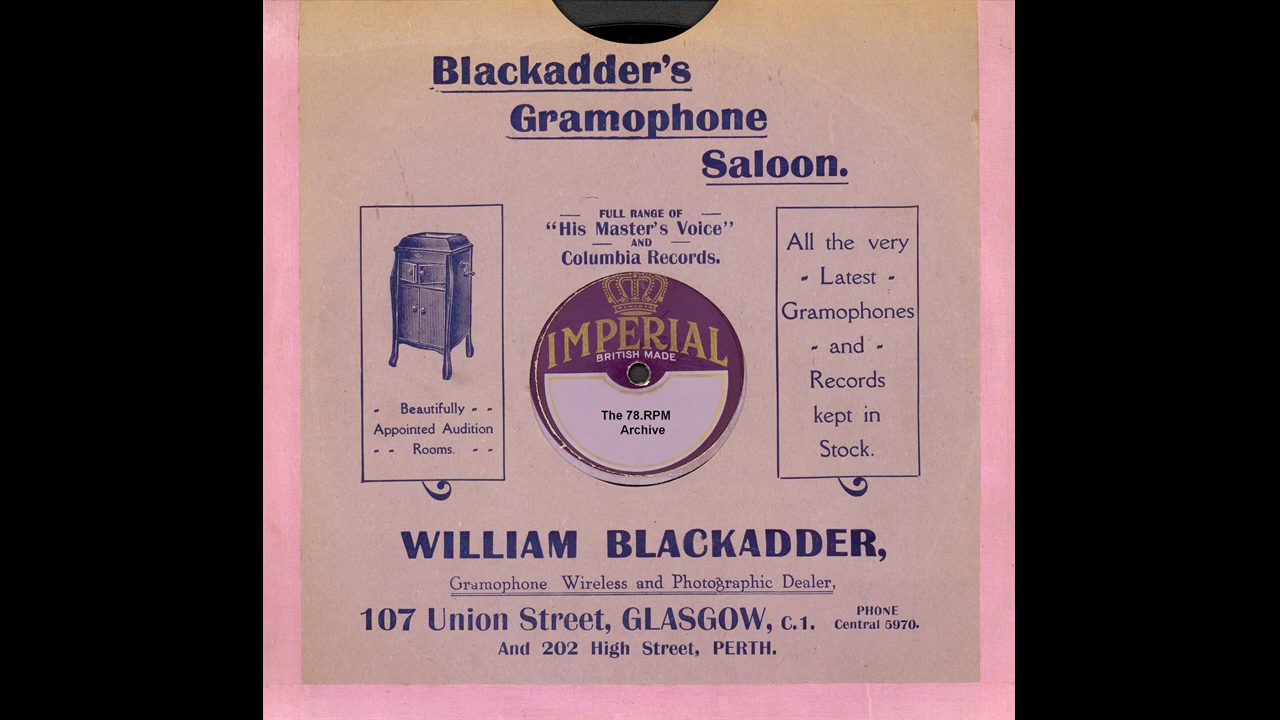 Blackadder's
Gramophone
Saloon.
FULL RANGE OF
"His Master's Voice"
AND
Columbia Records.
IMPERIAL
BRITISH MADE
The 78.RPM
Archive
- Beautifully - -
Appointed Audition
- - Rooms. - -
All the very
- Latest -
Gramophones
- and -
Records
kept in
Stock.
WILLIAM BLACKADDER,
Gramophone Wireless and Photographic Dealer,
107 Union Street, GLASGOW, C.1.
PHONE
Central 5970.
And 202 High Street, PERTH.